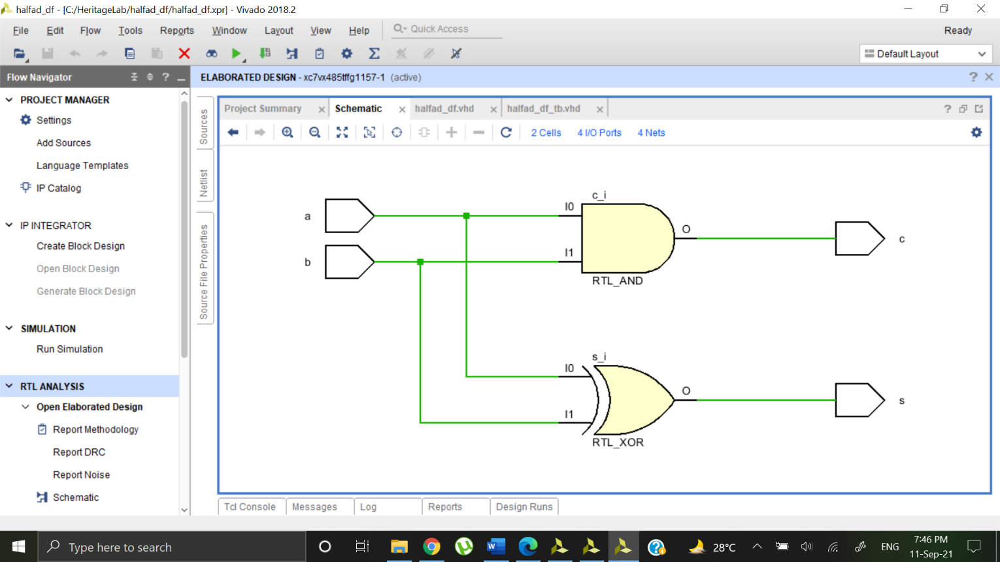 halfad_df - [C:/HeritageLab/halfad_df/halfad_df.xpr] - Vivado 2018.2
File Edit Flow Tools Reports Window Layout View Help Quick Access Ready
Default Layout
Flow Navigator
ELABORATED DESIGN - xc7vx485tffg1157-1 (active)
PROJECT MANAGER
Settings
Add Sources
Language Templates
IP Catalog
IP INTEGRATOR
Create Block Design
Open Block Design
Generate Block Design
SIMULATION
Run Simulation
RTL ANALYSIS
Open Elaborated Design
Report Methodology
Report DRC
Report Noise
Schematic
Sources
Netlist
Source File Properties
Project Summary Schematic halfad_df.vhd halfad_df_tb.vhd
2 Cells 4 I/O Ports 4 Nets
c_i
a I0
O
c
b I1
RTL_AND
s_i
I0
O
s
I1
RTL_XOR
Tcl Console Messages Log Reports Design Runs
Type here to search
28°C
ENG
7:46 PM
11-Sep-21